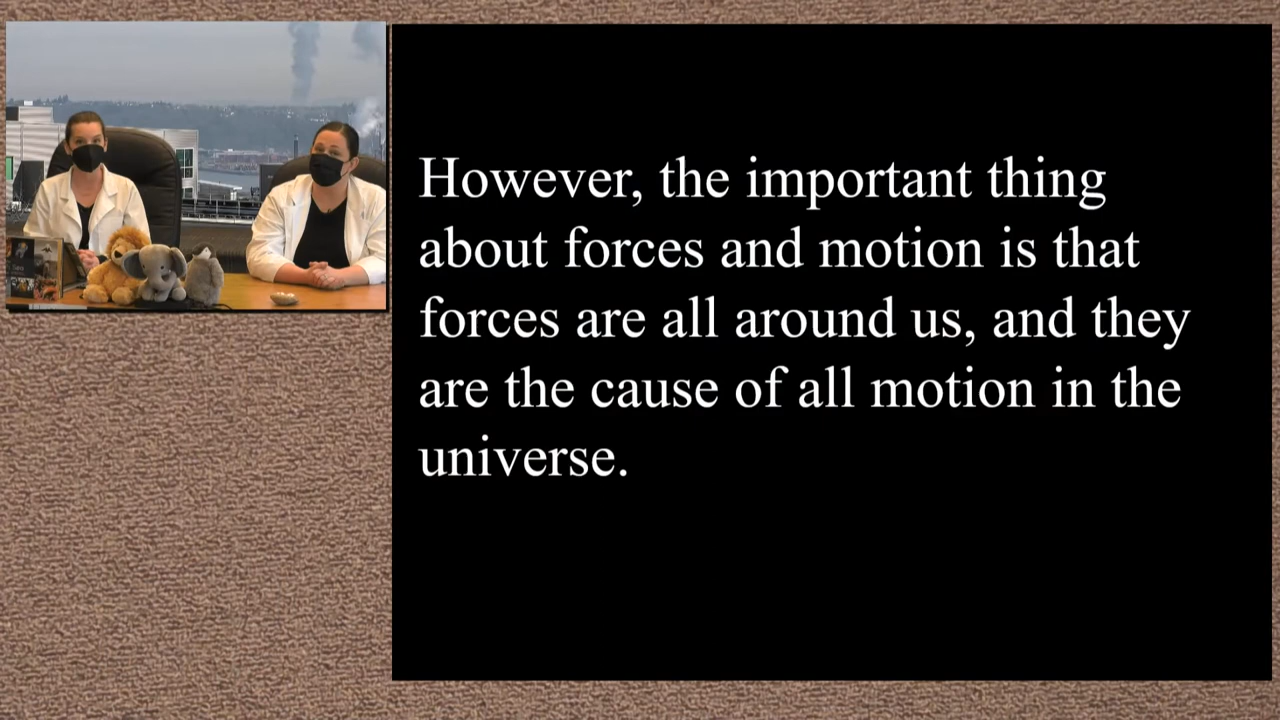 However, the important thing
about forces and motion is that
forces are all around us, and they
are the cause of all motion in the
universe.